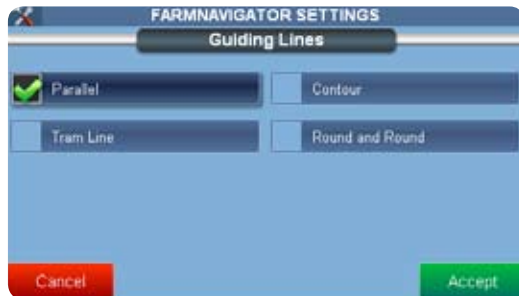 FARMNAVIGATOR SETTINGS
Guiding Lines
Parallel
Contour
Tram Line
Round and Round
Cancel
Accept